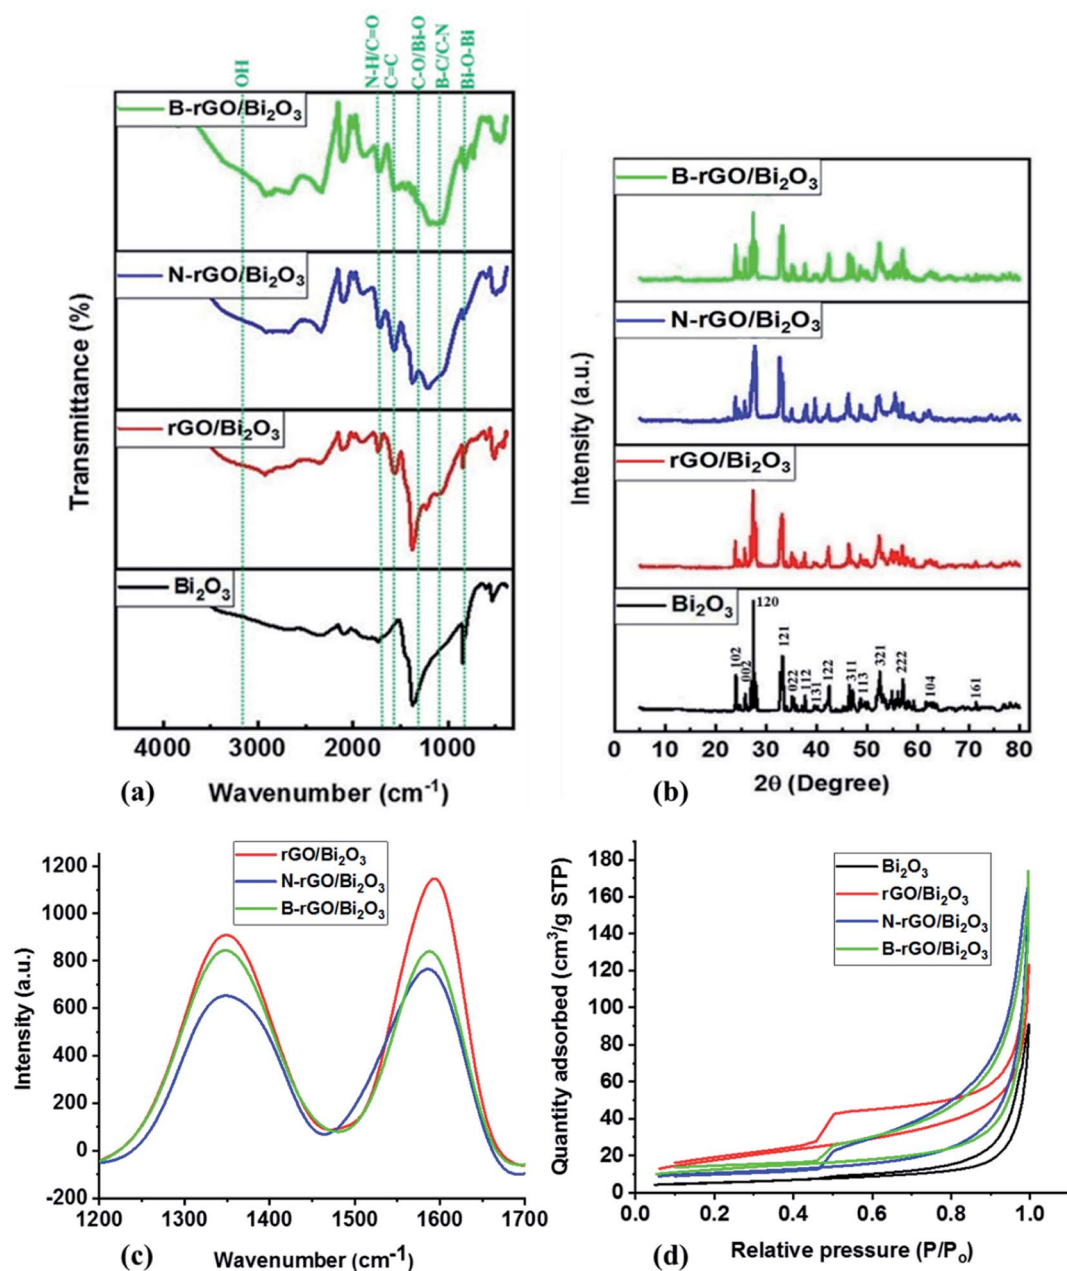 OH
N-H/C=O
C=C
C-O/Bi-O
B-C/C-N
Bi-O-Bi
B-rGO/Bi₂O₃
N-rGO/Bi₂O₃
rGO/Bi₂O₃
Bi₂O₃
Transmittance (%)
4000 3000 2000 1000
(a) Wavenumber (cm⁻¹)
B-rGO/Bi₂O₃
N-rGO/Bi₂O₃
rGO/Bi₂O₃
Bi₂O₃
Intensity (a.u.)
102
002
120
121
022
112
131
122
311
113
321
222
104
161
0 10 20 30 40 50 60 70 80
(b) 2θ (Degree)
rGO/Bi₂O₃
N-rGO/Bi₂O₃
B-rGO/Bi₂O₃
Intensity (a.u.)
1200
1000
800
600
400
200
0
-200
1200 1300 1400 1500 1600 1700
(c) Wavenumber (cm⁻¹)
Bi₂O₃
rGO/Bi₂O₃
N-rGO/Bi₂O₃
B-rGO/Bi₂O₃
Quantity adsorbed (cm³/g STP)
180
160
140
120
100
80
60
40
20
0
0.0 0.2 0.4 0.6 0.8 1.0
Relative pressure (P/Pₒ)
(d)